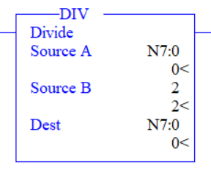 DIV
Divide
Source A N7:0
0<
Source B 2
2<
Dest N7:0
0<